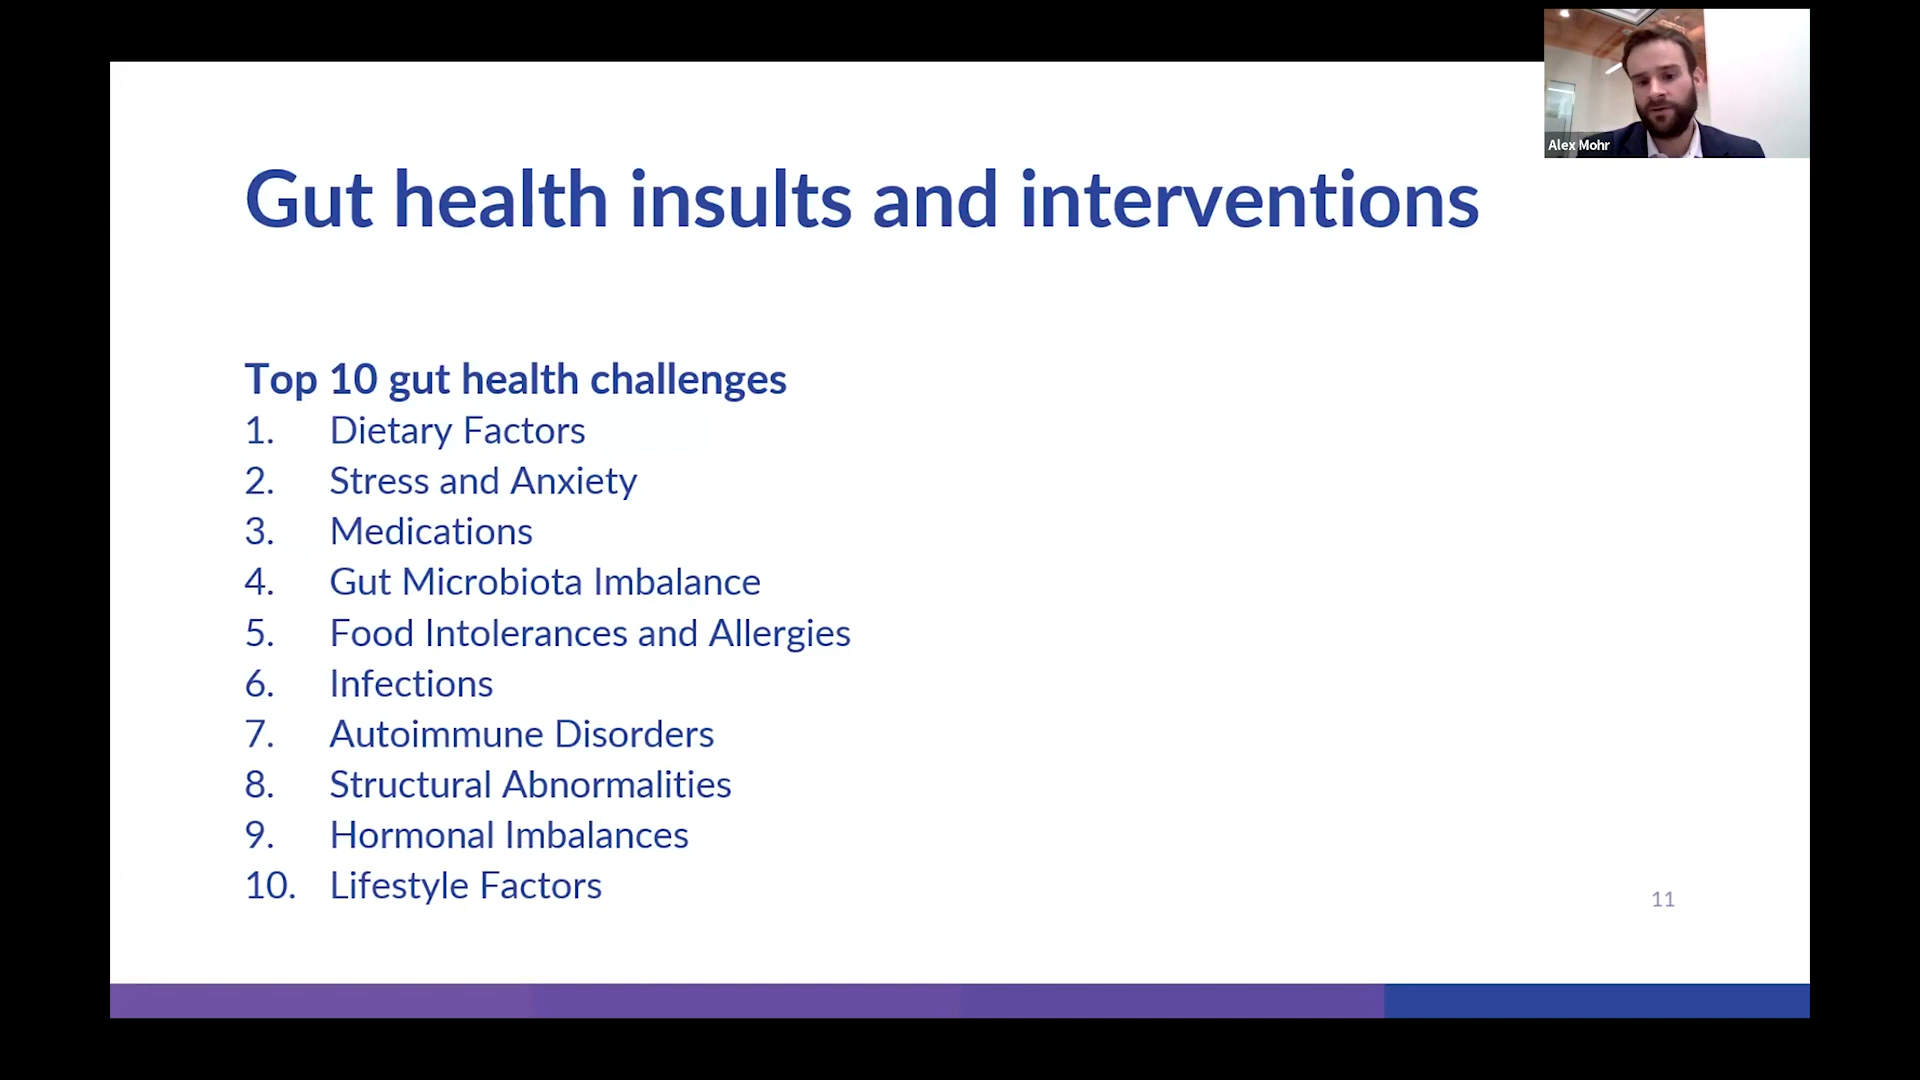 Alex Mohr
Gut health insults and interventions
Top 10 gut health challenges
1. Dietary Factors
2. Stress and Anxiety
3. Medications
4. Gut Microbiota Imbalance
5. Food Intolerances and Allergies
6. Infections
7. Autoimmune Disorders
8. Structural Abnormalities
9. Hormonal Imbalances
10. Lifestyle Factors
11